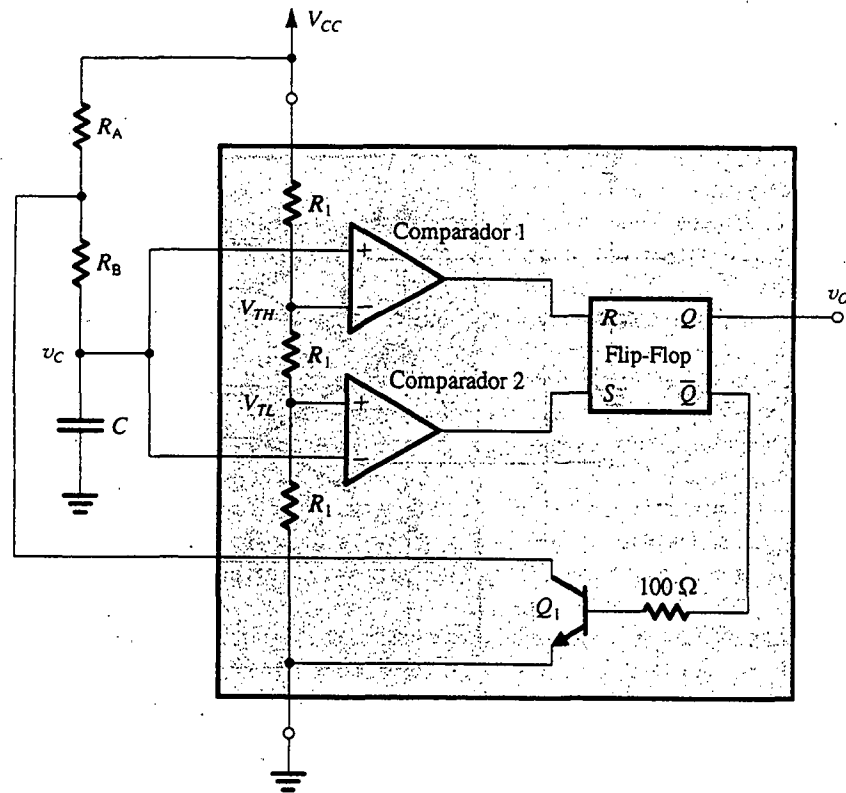 V_CC
R_A
R_1
Comparador 1
+
R_B
V_TH
−
R
Q
v_O
v_C
R_1
Flip-Flop
Comparador 2
S
Q̅
V_TL
+
C
−
R_1
100 Ω
Q_1